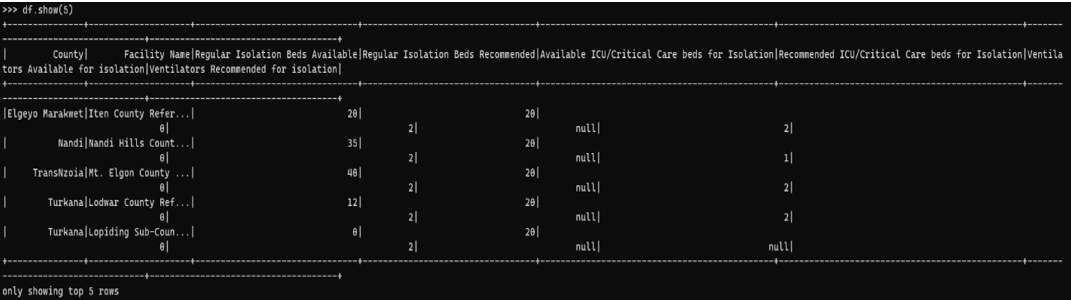 >>> df.show(5)
+---------------+--------------------+-------------------------------+---------------------------------+------------------------------------------------+--------------------------------------------------+-------
----------------------------+--------------------------------------+
|         County|       Facility Name|Regular Isolation Beds Available|Regular Isolation Beds Recommended|Available ICU/Critical Care beds for Isolation|Recommended ICU/Critical Care beds for Isolation|Ventila
tors Available for isolation|Ventilators Recommended for isolation|
+---------------+--------------------+-------------------------------+---------------------------------+------------------------------------------------+--------------------------------------------------+-------
----------------------------+--------------------------------------+
|Elgeyo Marakwet|Iten County Refer...| 20| 20|
0| 2| null| 2|
| Nandi|Nandi Hills Count...| 35| 20|
0| 2| null| 1|
| TransNzoia|Mt. Elgon County ...| 40| 20|
0| 2| null| 2|
| Turkana|Lodwar County Ref...| 12| 20|
0| 2| null| 2|
| Turkana|Lopiding Sub-Coun...| 0| 20|
0| 2| null| null|
+---------------+--------------------+-------------------------------+---------------------------------+------------------------------------------------+--------------------------------------------------+-------
----------------------------+--------------------------------------+
only showing top 5 rows